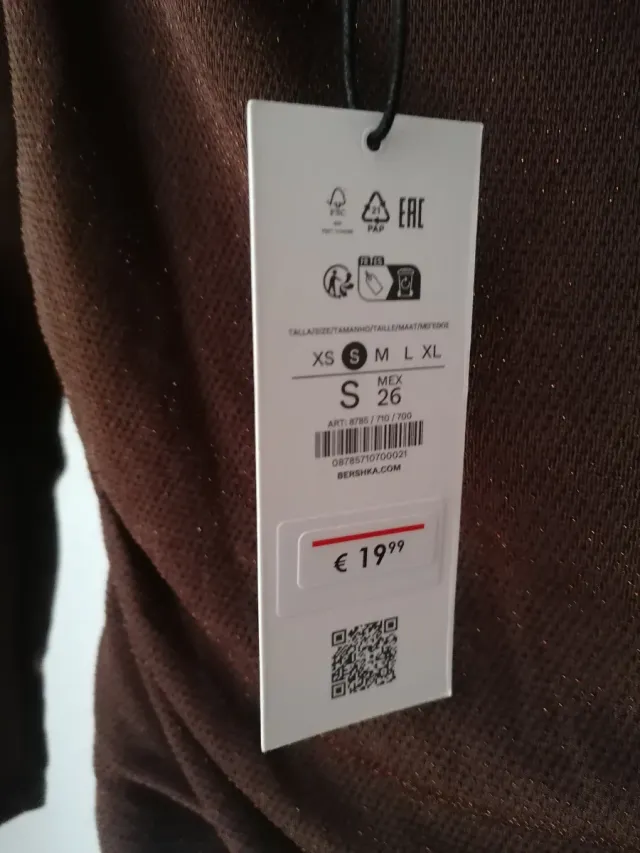 FSC
21
PAP
EAC
TALLA/SIZE/TAMANHO/TAILLE/MAAT/ΜΕΓΕΘΟΣ
XS S M L XL
S MEX 26
ART: 8785 / 710 / 700
08785710700021
BERSHKA.COM
€ 19⁹⁹